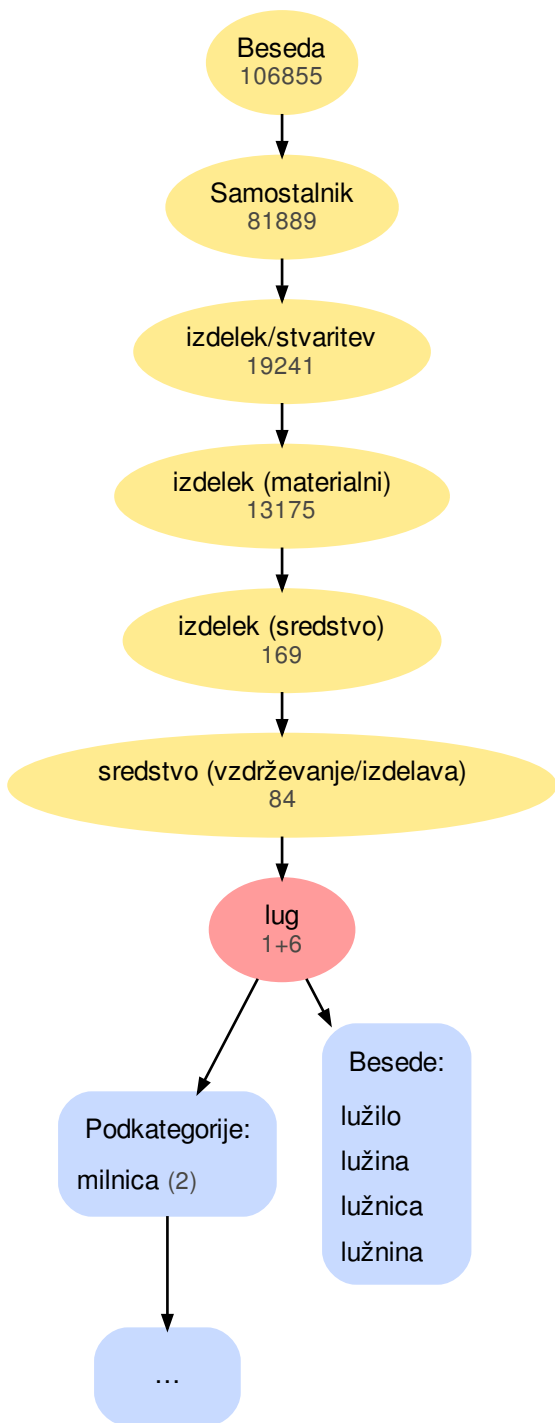 Beseda
106855
Samostalnik
81889
izdelek/stvaritev
19241
izdelek (materialni)
13175
izdelek (sredstvo)
169
sredstvo (vzdrževanje/izdelava)
84
lug
1+6
Podkategorije:
milnica (2)
...
Besede:
lužilo
lužina
lužnica
lužnina